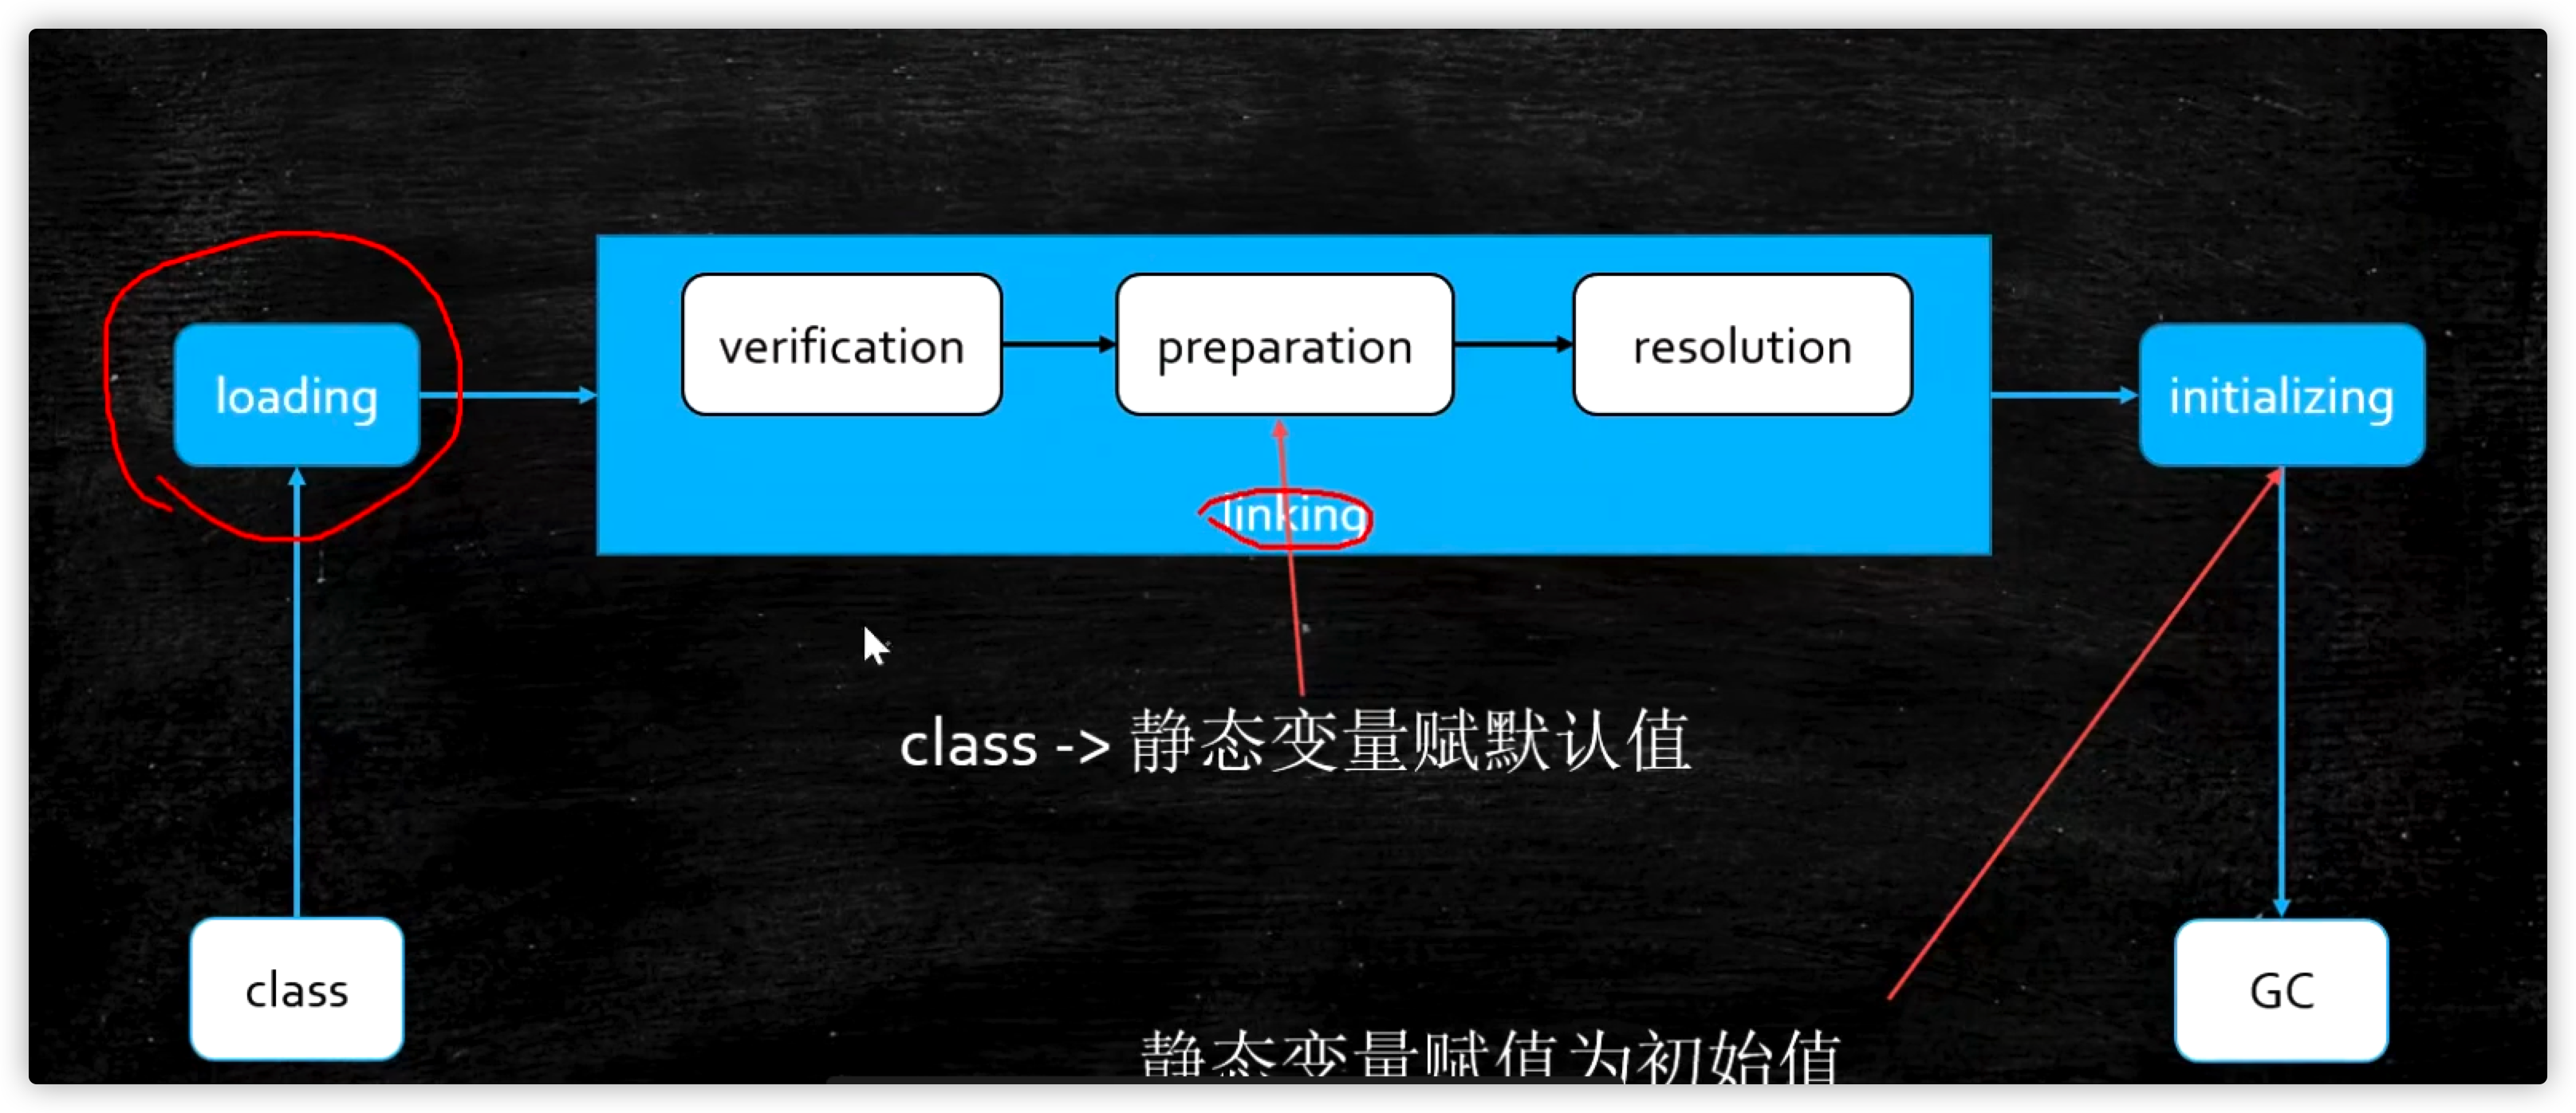 loading
verification
preparation
resolution
linking
initializing
class -> 静态变量赋默认值
class
GC
静态变量赋值为初始值